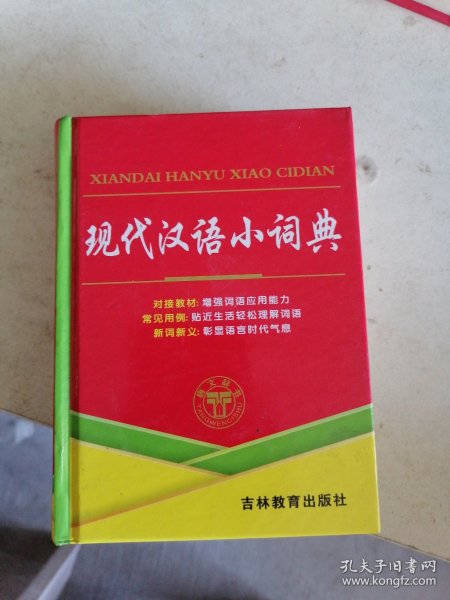 XIANDAI HANYU XIAO CIDIAN
现代汉语小词典
对接教材: 增强词语应用能力
常见用例: 贴近生活轻松理解词语
新词新义: 彰显语言时代气息
TANGWENCISHU
吉林教育出版社
孔夫子旧书网
www.kongfz.com